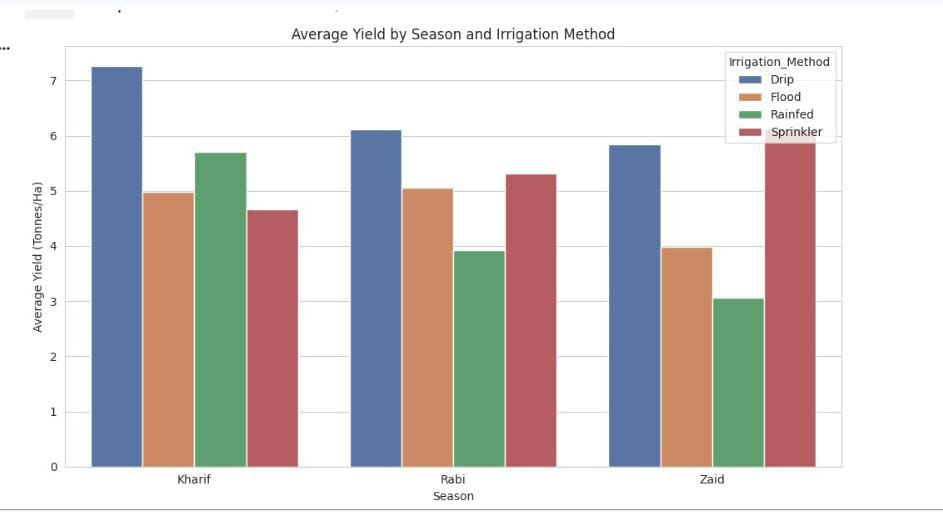 Average Yield by Season and Irrigation Method
Irrigation_Method
Drip
Flood
Rainfed
Sprinkler
Average Yield (Tonnes/Ha)
7
6
5
4
3
2
1
0
Kharif
Rabi
Zaid
Season